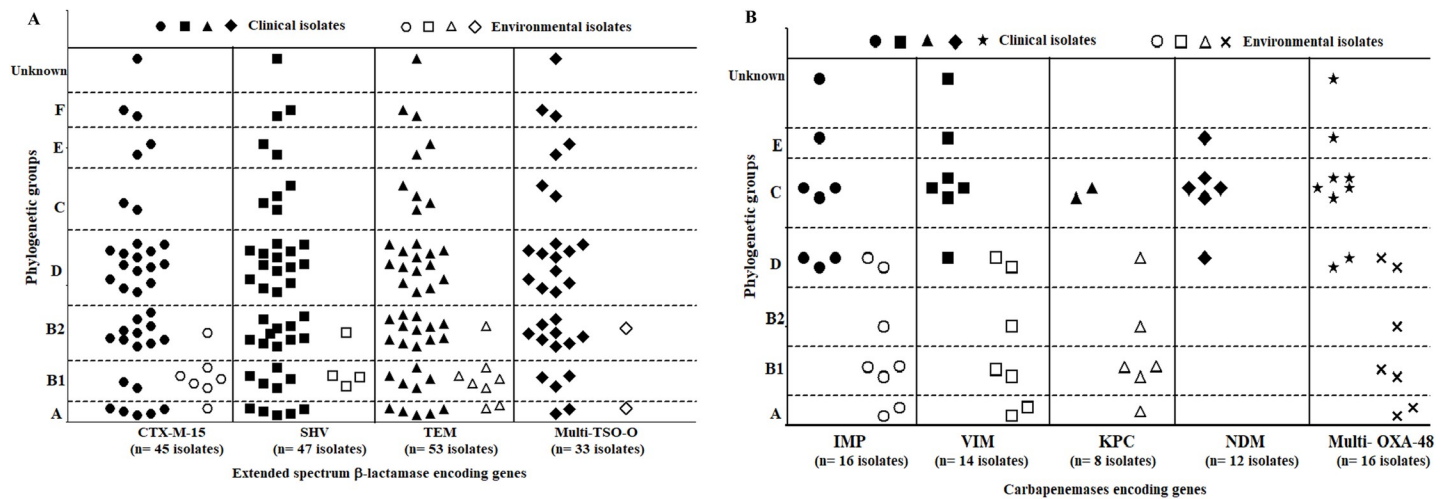 A
Clinical isolates
Environmental isolates
Phylogenetic groups
Unknown
F
E
C
D
B2
B1
A
CTX-M-15
(n= 45 isolates)
SHV
(n= 47 isolates)
TEM
(n= 53 isolates)
Multi-TSO-O
(n= 33 isolates)
Extended spectrum β-lactamase encoding genes
B
Clinical isolates
Environmental isolates
Phylogenetic groups
Unknown
E
C
D
B2
B1
A
IMP
(n= 16 isolates)
VIM
(n= 14 isolates)
KPC
(n= 8 isolates)
NDM
(n= 12 isolates)
Multi- OXA-48
(n= 16 isolates)
Carbapenemases encoding genes